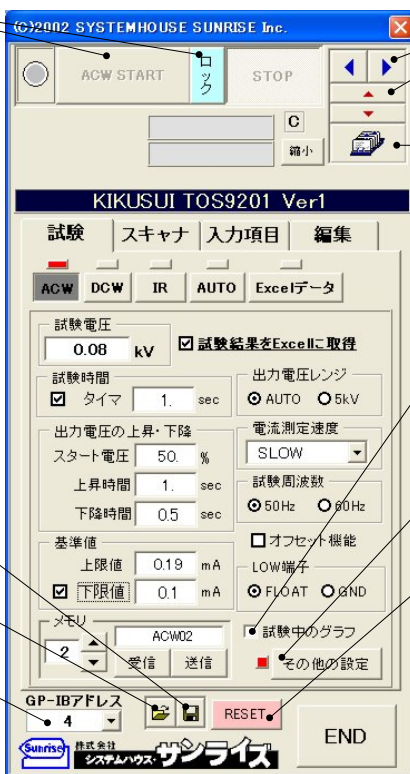 (C)2002 SYSTEMHOUSE SUNRISE Inc.
ACW START
ロック
STOP
C
縮小
KIKUSUI TOS9201 Ver1
試験 スキャナ 入力項目 編集
ACW DCW IR AUTO Excelデータ
試験電圧
0.08 kV
試験結果をExcelに取得
試験時間
タイマ 1. sec
出力電圧レンジ
AUTO 5kV
出力電圧の上昇・下降
スタート電圧 50. %
上昇時間 1. sec
下降時間 0.5 sec
電流測定速度
SLOW
試験周波数
50Hz 60Hz
オフセット機能
基準値
上限値 0.19 mA
下限値 0.1 mA
LOW端子
FLOAT GND
メモリ
2
ACW02
受信 送信
試験中のグラフ
その他の設定
GP-IBアドレス
4
RESET
END
Sunrise 株式会社
システムハウス・サンライズ